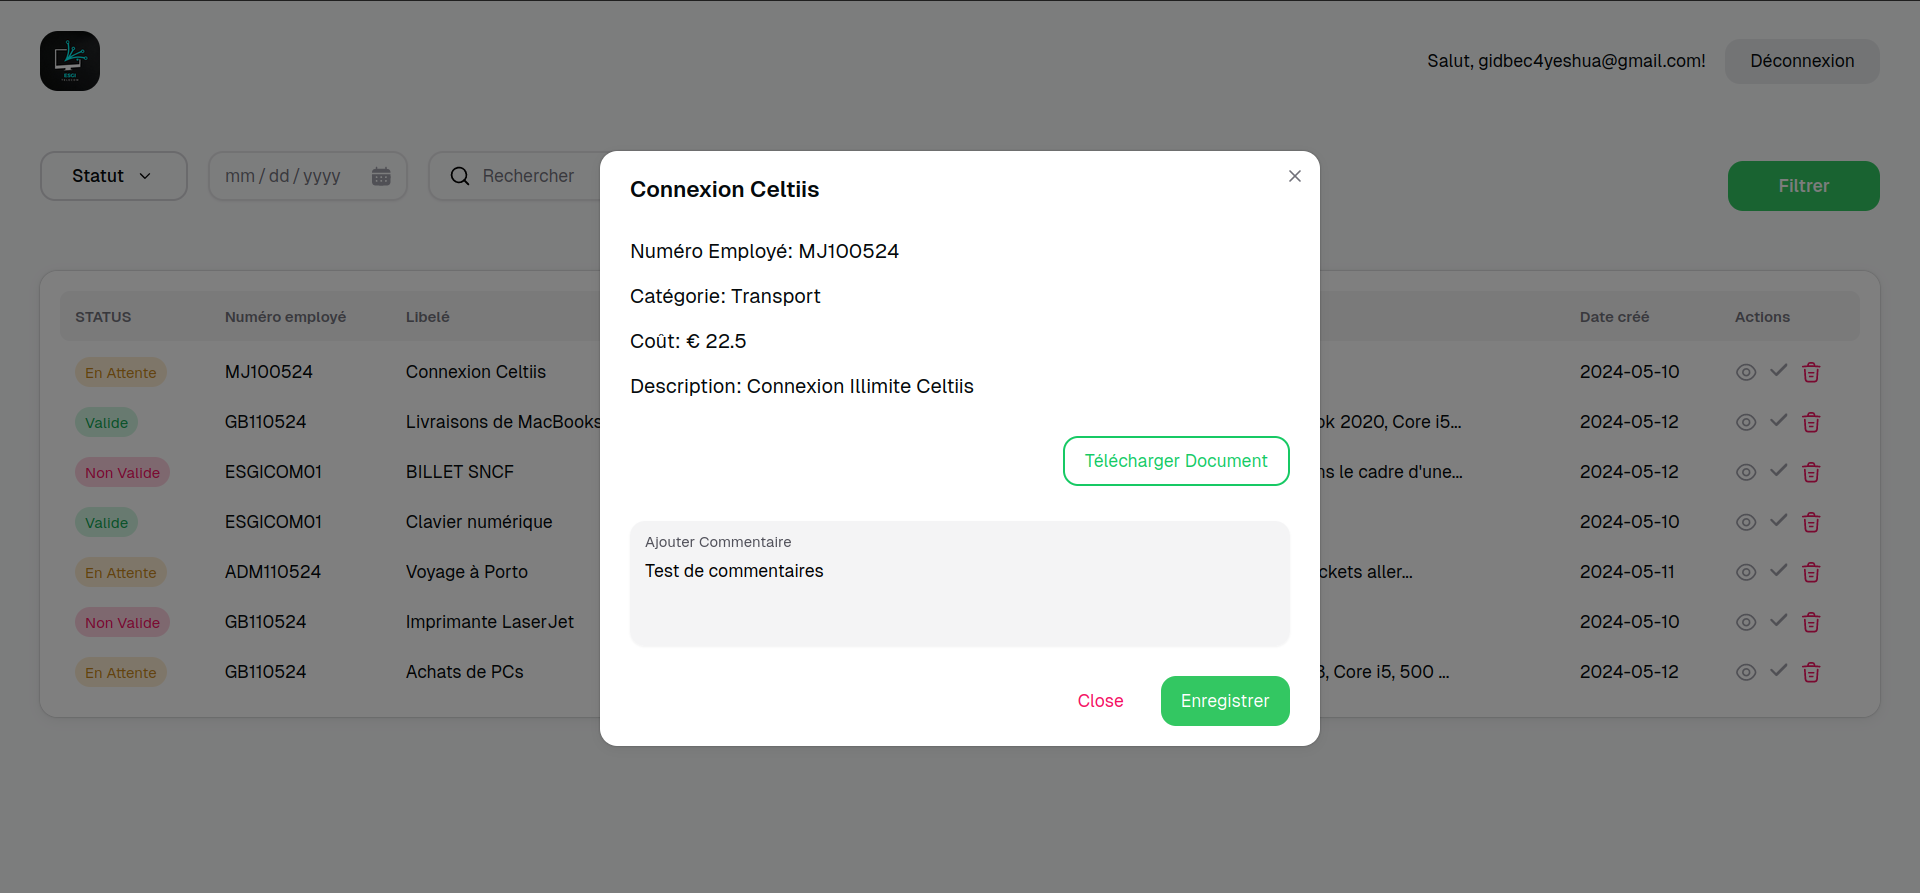 ESGI
Salut, gidbec4yeshua@gmail.com!
Déconnexion
Statut
mm / dd / yyyy
Rechercher
Filtrer
Connexion Celtiis
Numéro Employé: MJ100524
Catégorie: Transport
Coût: € 22.5
Description: Connexion Illimite Celtiis
Télécharger Document
Ajouter Commentaire
Test de commentaires
Close
Enregistrer
STATUS Numéro employé Libelé Date créé Actions
En Attente MJ100524 Connexion Celtiis 2024-05-10
Valide GB110524 Livraisons de MacBooks ok 2020, Core i5... 2024-05-12
Non Valide ESGICOM01 BILLET SNCF ns le cadre d'une... 2024-05-12
Valide ESGICOM01 Clavier numérique 2024-05-10
En Attente ADM110524 Voyage à Porto ckets aller... 2024-05-11
Non Valide GB110524 Imprimante LaserJet 2024-05-10
En Attente GB110524 Achats de PCs , Core i5, 500 ... 2024-05-12